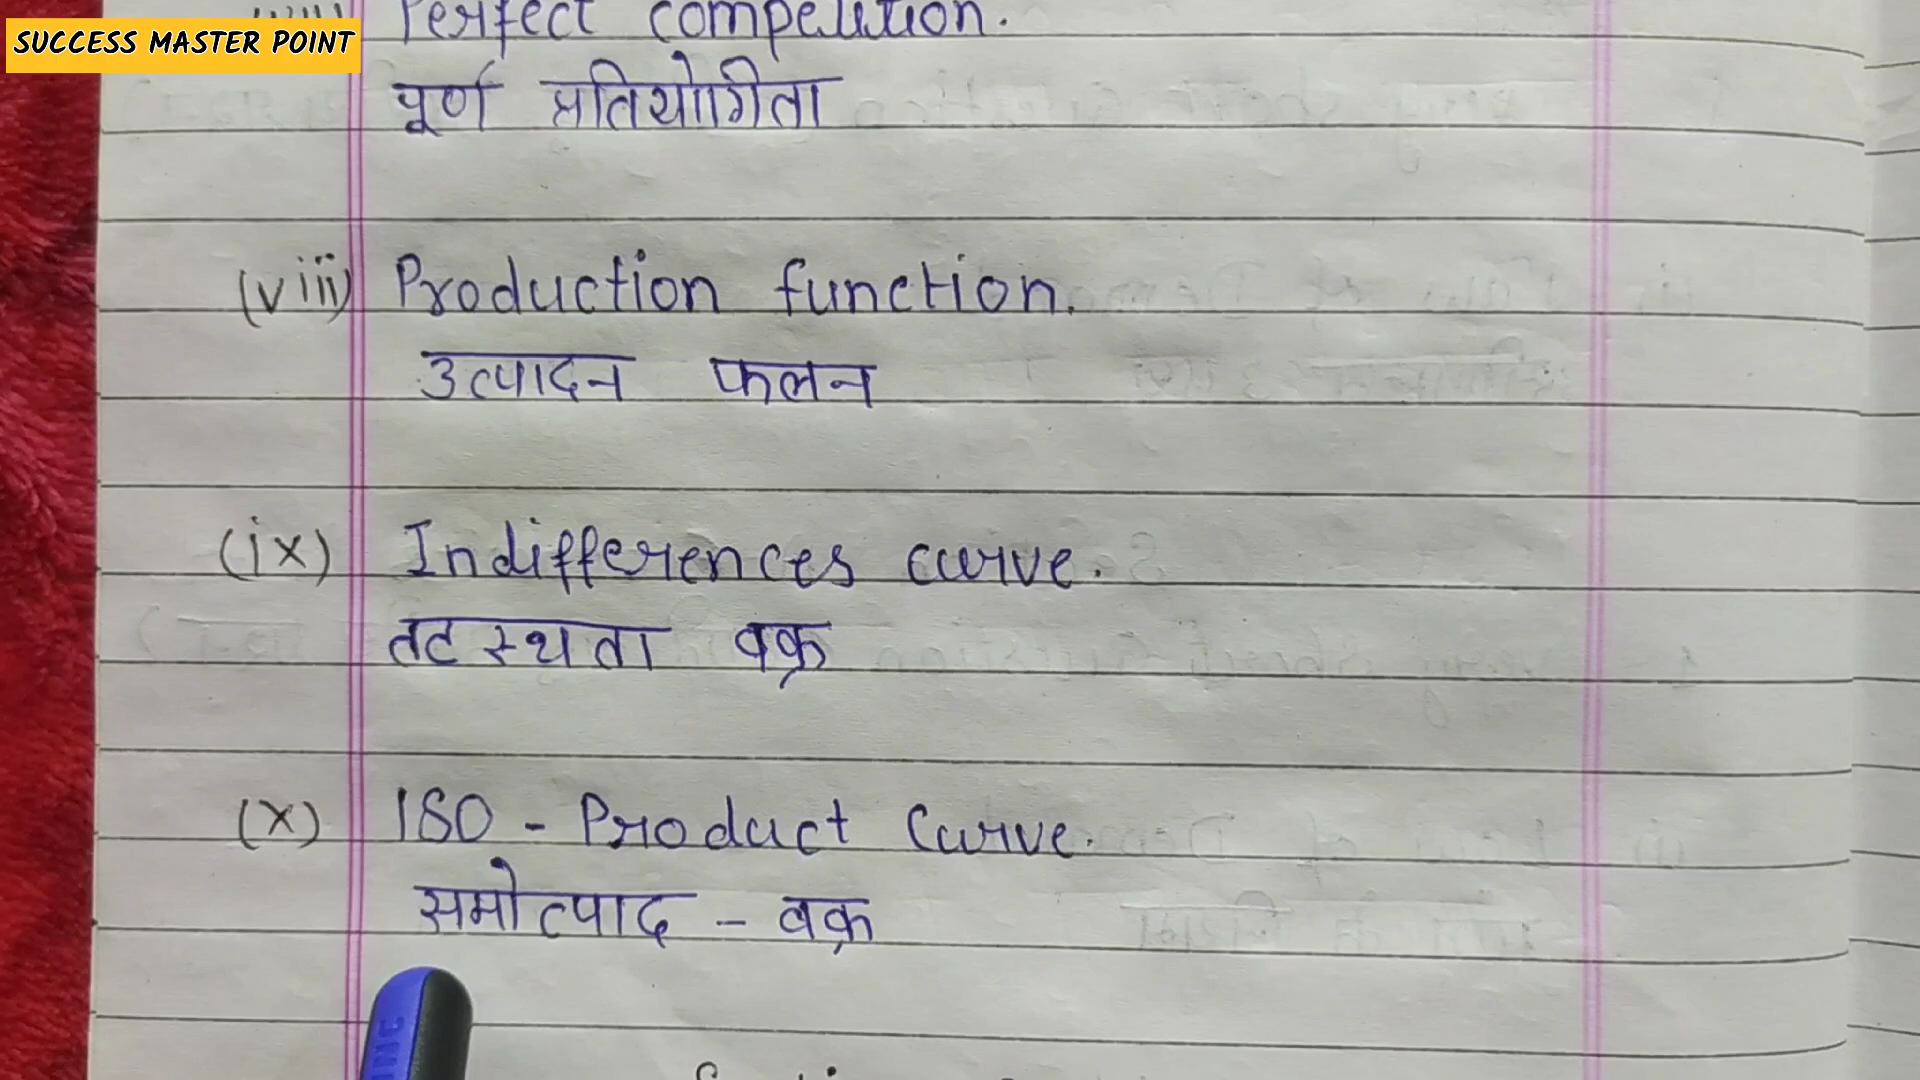 SUCCESS MASTER POINT
Perfect competition.
पूर्ण प्रतियोगिता
(viii) Production function.
उत्पादन फलन
(ix) Indifferences curve.
तटस्थता वक्र
(x) ISO - Product Curve.
समोत्पाद - वक्र